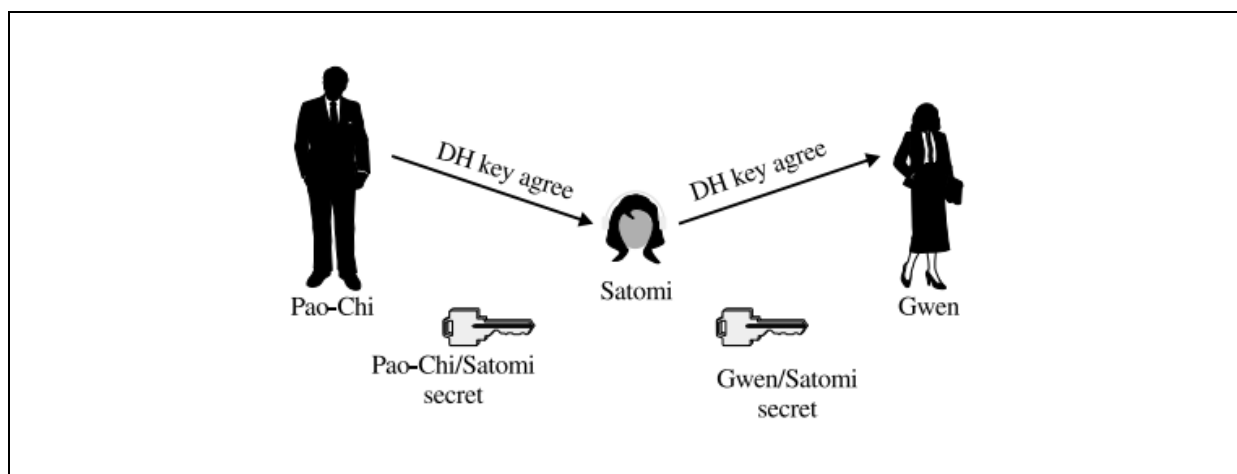 DH key agree
DH key agree
Pao-Chi
Satomi
Gwen
Pao-Chi/Satomi
secret
Gwen/Satomi
secret